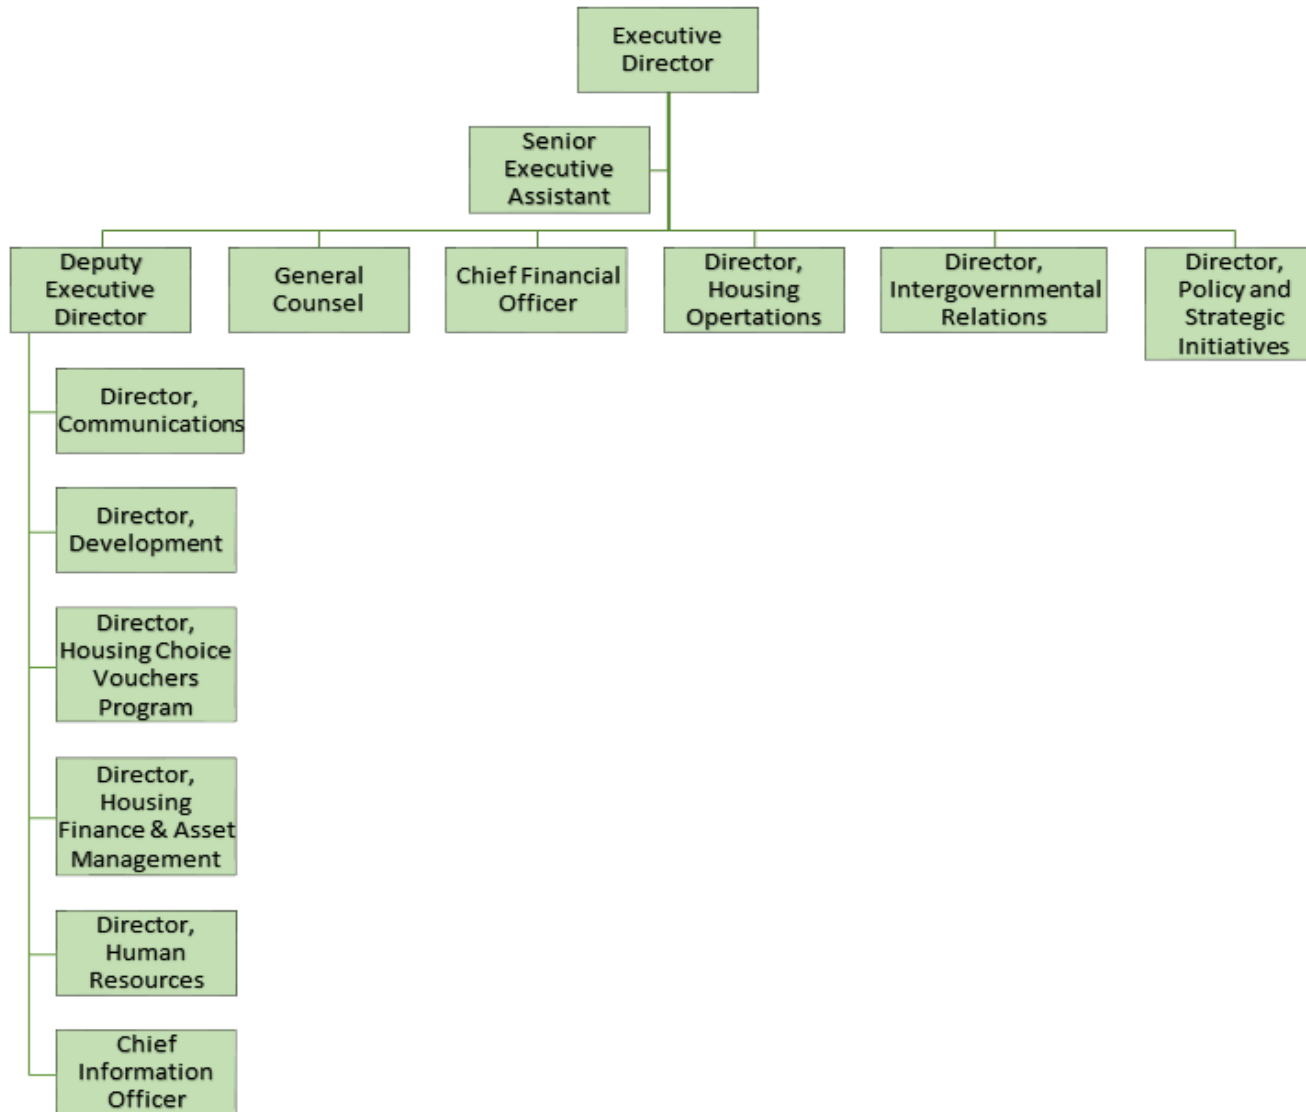 Executive
Director
Senior
Executive
Assistant
Deputy
Executive
Director
General
Counsel
Chief Financial
Officer
Director,
Housing
Opertations
Director,
Intergovernmental
Relations
Director,
Policy and
Strategic
Initiatives
Director,
Communications
Director,
Development
Director,
Housing Choice
Vouchers
Program
Director,
Housing
Finance & Asset
Management
Director,
Human
Resources
Chief
Information
Officer